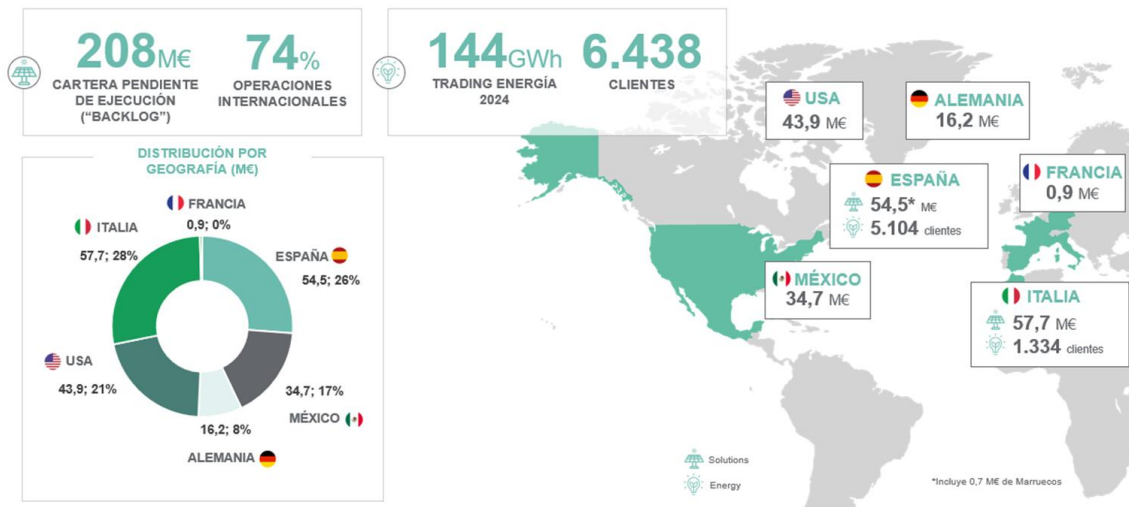 208M€
CARTERA PENDIENTE
DE EJECUCIÓN
("BACKLOG")
74%
OPERACIONES
INTERNACIONALES
144GWh
TRADING ENERGÍA
2024
6.438
CLIENTES
DISTRIBUCIÓN POR
GEOGRAFÍA (M€)
FRANCIA
0,9; 0%
ITALIA
57,7; 28%
ESPAÑA
54,5; 26%
USA
43,9; 21%
34,7; 17%
MÉXICO
16,2; 8%
ALEMANIA
USA
43,9 M€
ALEMANIA
16,2 M€
ESPAÑA
54,5* M€
5.104 clientes
FRANCIA
0,9 M€
MÉXICO
34,7 M€
ITALIA
57,7 M€
1.334 clientes
Solutions
Energy
*Incluye 0,7 M€ de Marruecos